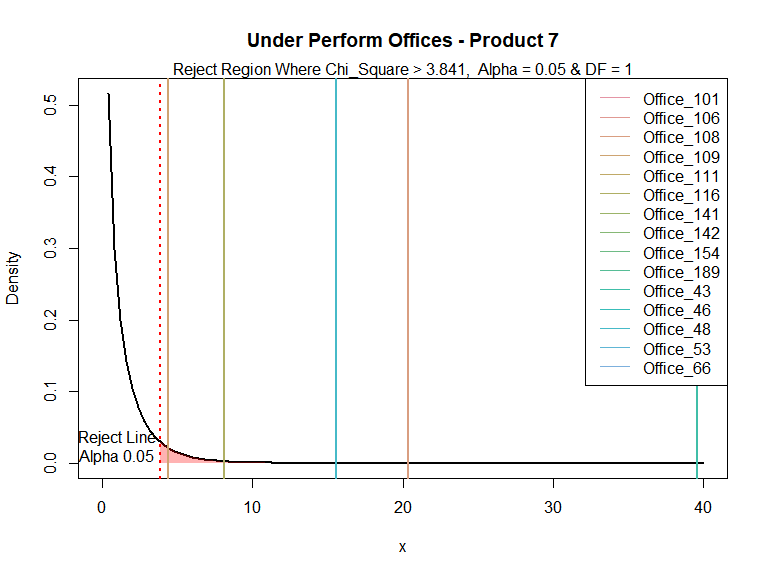 Under Perform Offices - Product 7
Reject Region Where Chi_Square > 3.841,  Alpha = 0.05 & DF = 1
Office_101
Office_106
Office_108
Office_109
Office_111
Office_116
Office_141
Office_142
Office_154
Office_189
Office_43
Office_46
Office_48
Office_53
Office_66
Density
0.5
0.4
0.3
0.2
0.1
0.0
Reject Line
Alpha 0.05
0 10 20 30 40
x